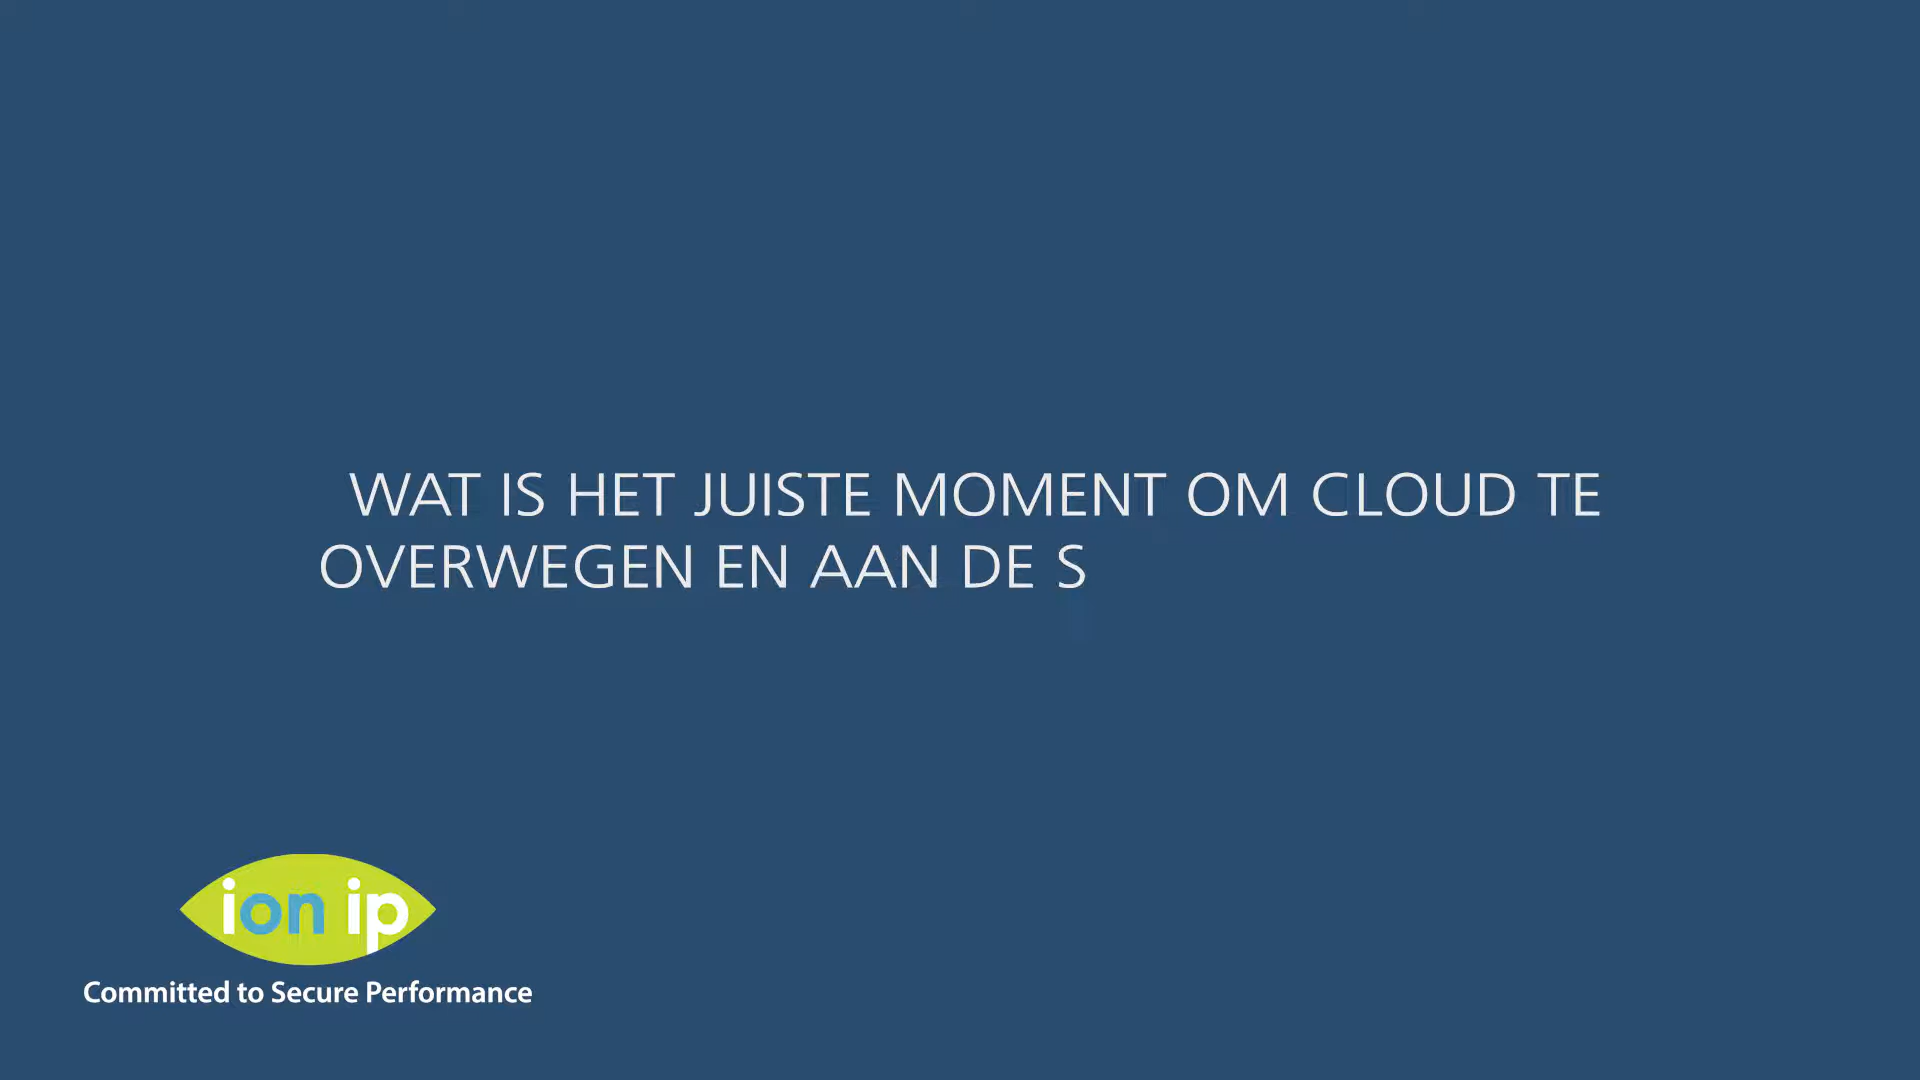 WAT IS HET JUISTE MOMENT OM CLOUD TE
OVERWEGEN EN AAN DE S
ion ip
Committed to Secure Performance